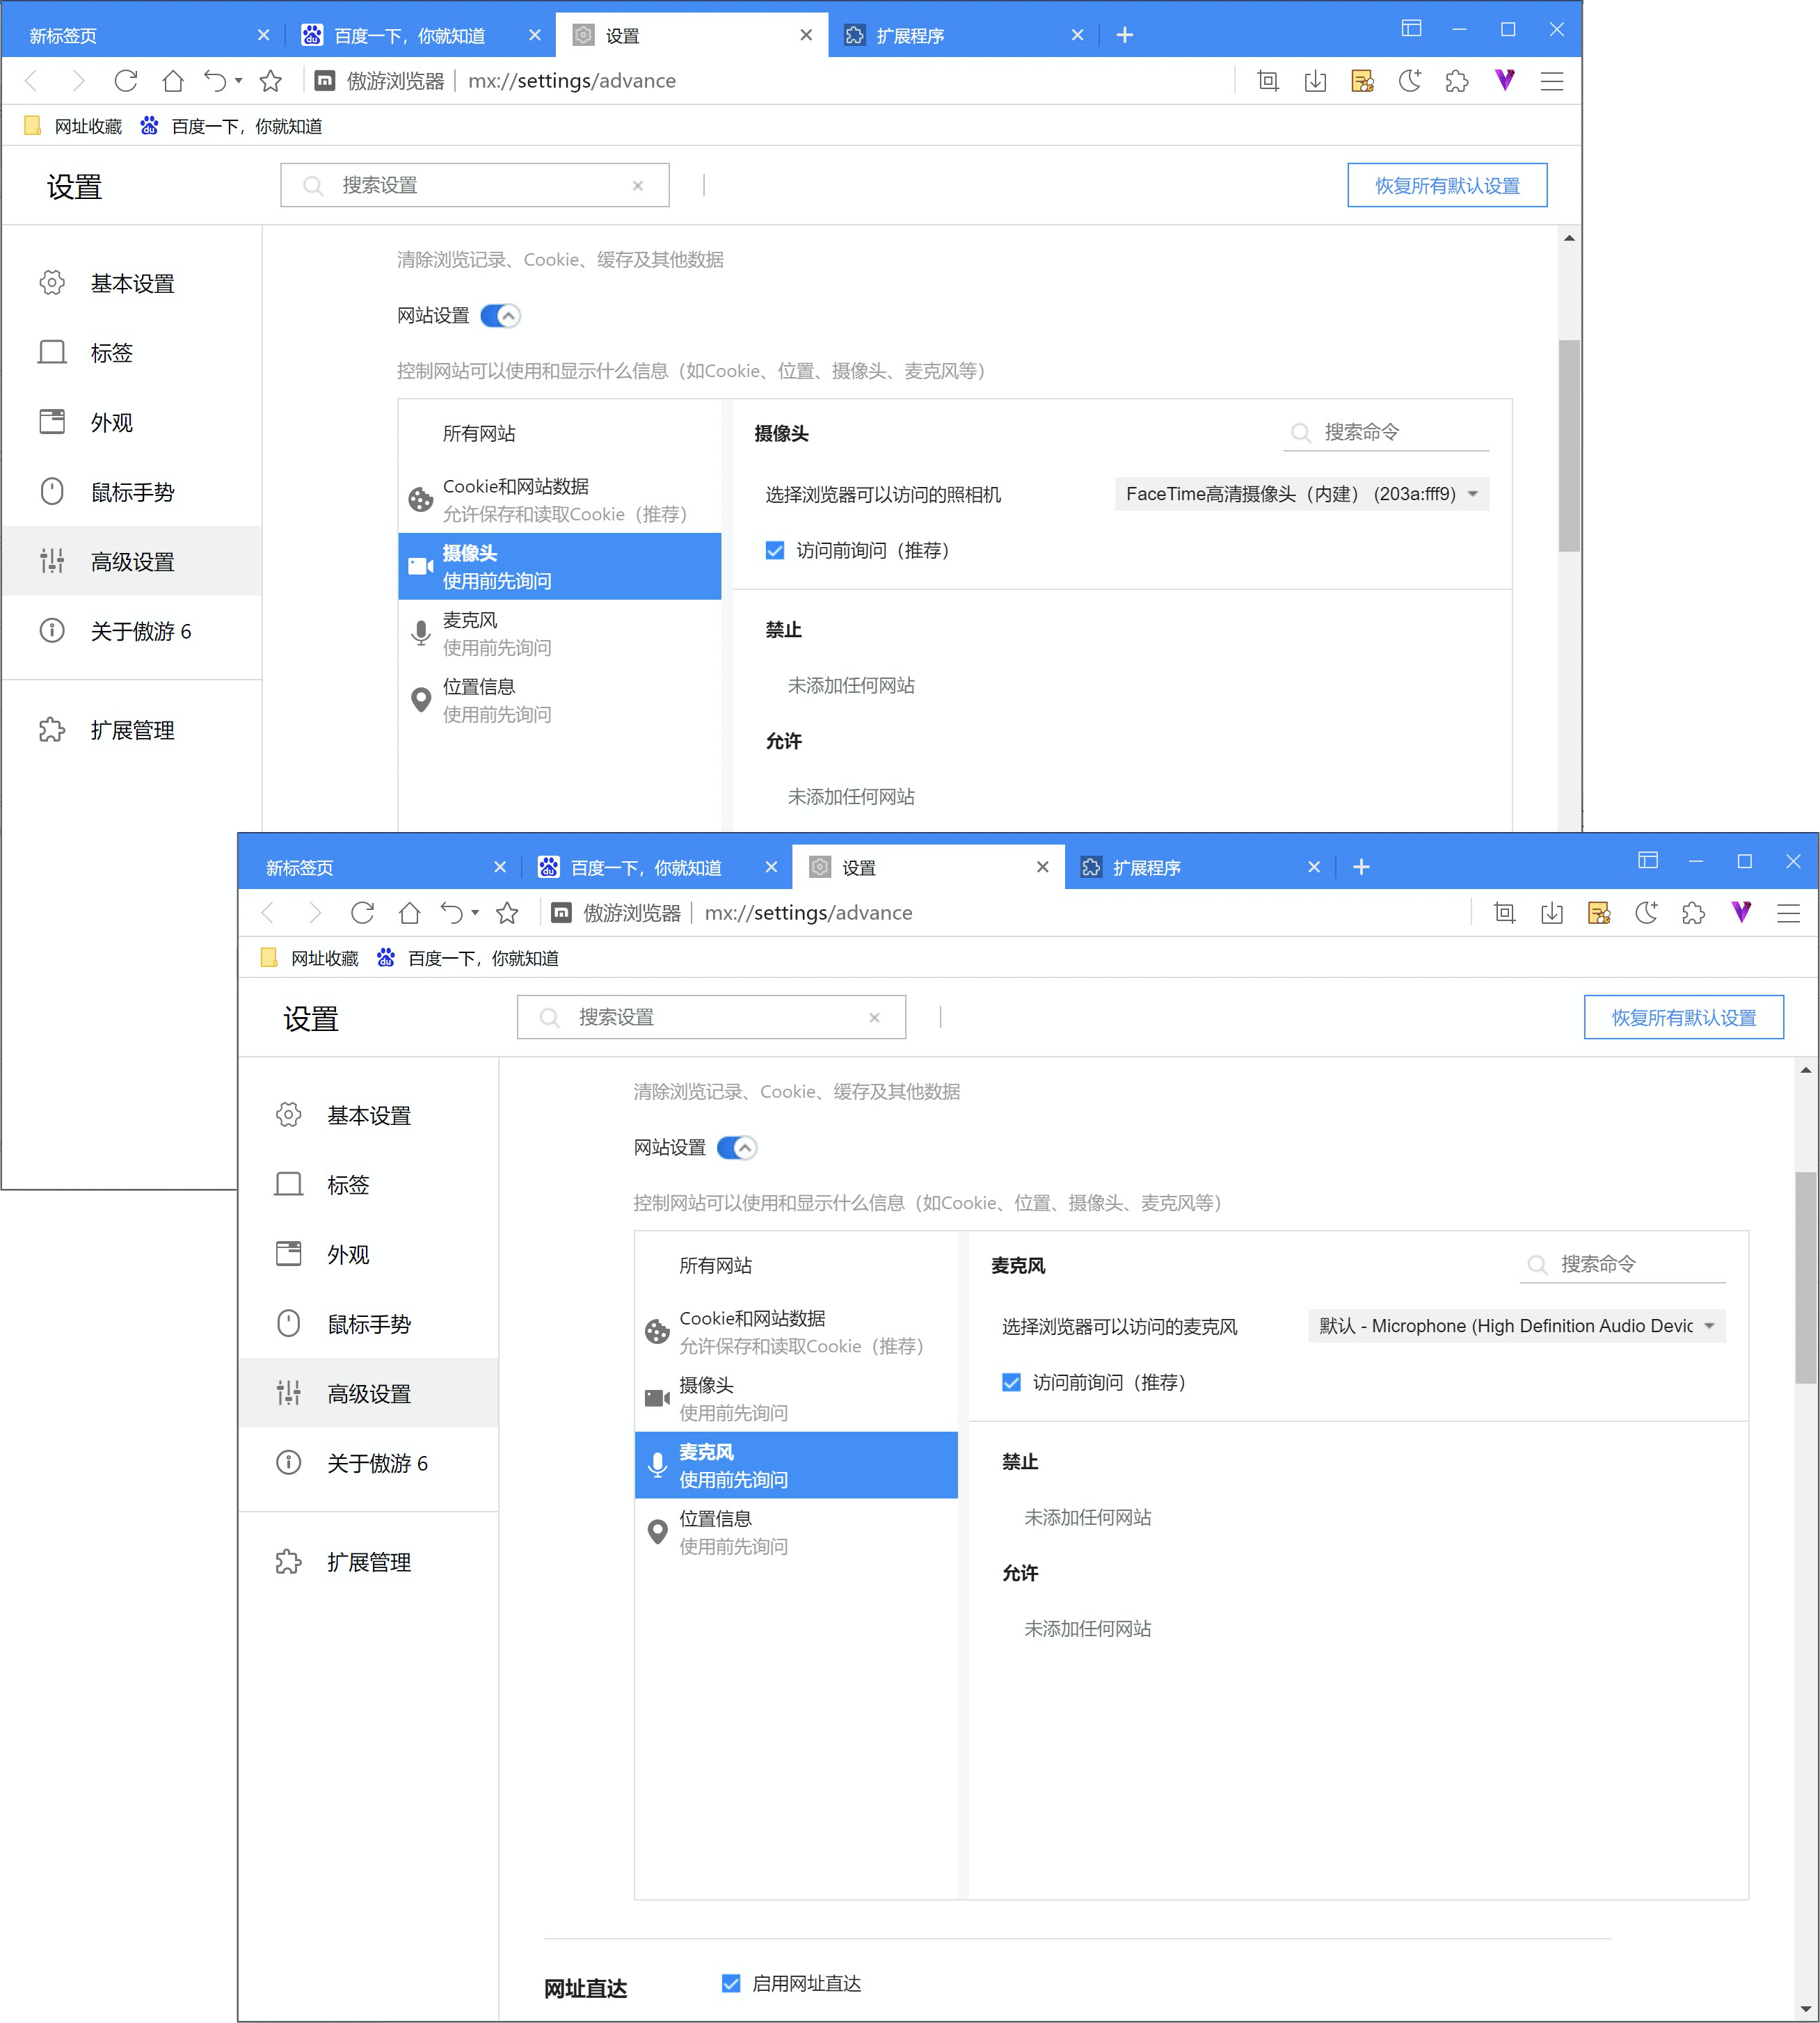 新标签页
百度一下，你就知道
设置
扩展程序
傲游浏览器
mx://settings/advance
网址收藏
百度一下，你就知道
设置
搜索设置
恢复所有默认设置
基本设置
标签
外观
鼠标手势
高级设置
关于傲游 6
扩展管理
清除浏览记录、Cookie、缓存及其他数据
网站设置
控制网站可以使用和显示什么信息（如Cookie、位置、摄像头、麦克风等）
所有网站
Cookie和网站数据
允许保存和读取Cookie（推荐）
摄像头
使用前先询问
麦克风
使用前先询问
位置信息
使用前先询问
摄像头
搜索命令
选择浏览器可以访问的照相机
FaceTime高清摄像头（内建） (203a:fff9)
访问前询问（推荐）
禁止
未添加任何网站
允许
未添加任何网站
新标签页
百度一下，你就知道
设置
扩展程序
傲游浏览器
mx://settings/advance
网址收藏
百度一下，你就知道
设置
搜索设置
恢复所有默认设置
基本设置
标签
外观
鼠标手势
高级设置
关于傲游 6
扩展管理
清除浏览记录、Cookie、缓存及其他数据
网站设置
控制网站可以使用和显示什么信息（如Cookie、位置、摄像头、麦克风等）
所有网站
Cookie和网站数据
允许保存和读取Cookie（推荐）
摄像头
使用前先询问
麦克风
使用前先询问
位置信息
使用前先询问
麦克风
搜索命令
选择浏览器可以访问的麦克风
默认 - Microphone (High Definition Audio Devic
访问前询问（推荐）
禁止
未添加任何网站
允许
未添加任何网站
网址直达
启用网址直达